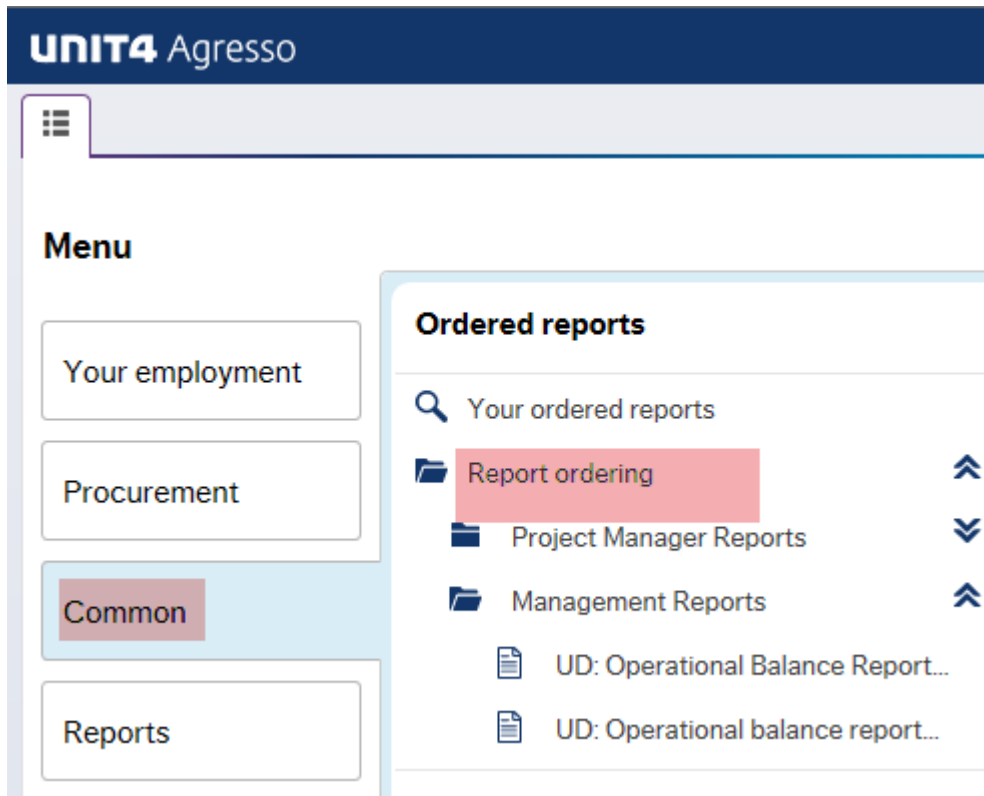 UNIT4 Agresso
Menu
Your employment
Procurement
Common
Reports
Ordered reports
Your ordered reports
Report ordering
Project Manager Reports
Management Reports
UD: Operational Balance Report...
UD: Operational balance report...